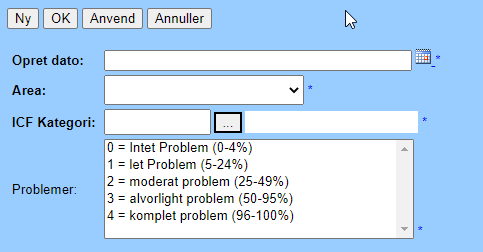 Ny OK Anvend Annuller
Opret dato: *
Area: *
ICF Kategori: ... *
Problemer:
0 = Intet Problem (0-4%)
1 = let Problem (5-24%)
2 = moderat problem (25-49%)
3 = alvorlight problem (50-95%)
4 = komplet problem (96-100%)
*